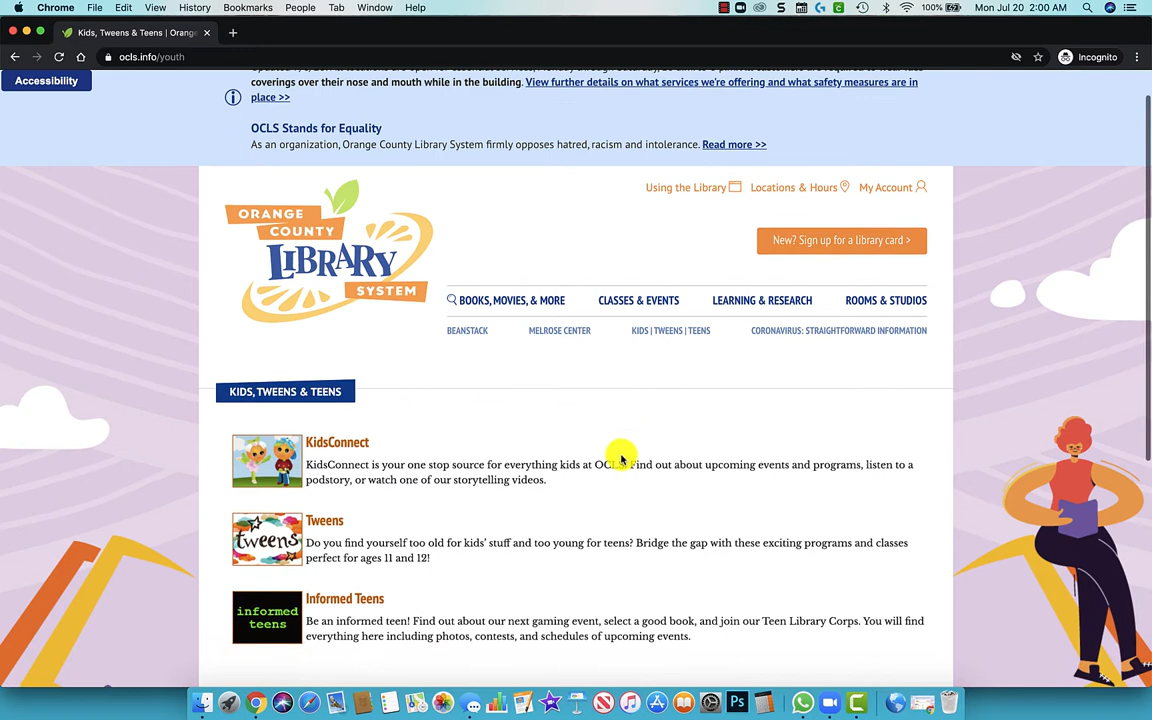 Chrome File Edit View History Bookmarks People Tab Window Help 100% Mon Jul 20 2:00 AM
Kids, Tweens & Teens | Orange
ocls.info/youth Incognito
Accessibility
coverings over their nose and mouth while in the building. View further details on what services we're offering and what safety measures are in
place >>
OCLS Stands for Equality
As an organization, Orange County Library System firmly opposes hatred, racism and intolerance. Read more >>
Using the Library Locations & Hours My Account
ORANGE
COUNTY
LIBRARY
SYSTEM
New? Sign up for a library card >
BOOKS, MOVIES, & MORE CLASSES & EVENTS LEARNING & RESEARCH ROOMS & STUDIOS
BEANSTACK MELROSE CENTER KIDS | TWEENS | TEENS CORONAVIRUS: STRAIGHTFORWARD INFORMATION
KIDS, TWEENS & TEENS
KidsConnect
KidsConnect is your one stop source for everything kids at OCLS! Find out about upcoming events and programs, listen to a
podstory, or watch one of our storytelling videos.
Tweens
tweens
Do you find yourself too old for kids' stuff and too young for teens? Bridge the gap with these exciting programs and classes
perfect for ages 11 and 12!
Informed Teens
informed
teens
Be an informed teen! Find out about our next gaming event, select a good book, and join our Teen Library Corps. You will find
everything here including photos, contests, and schedules of upcoming events.
Ps